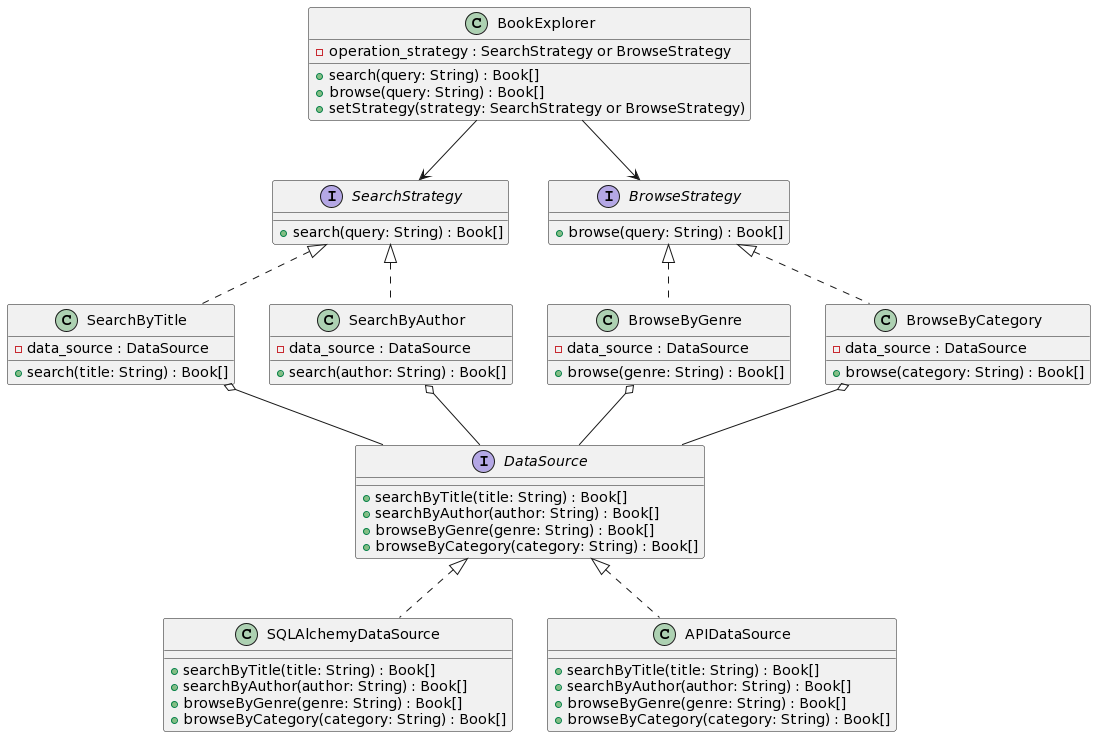 C BookExplorer
operation_strategy : SearchStrategy or BrowseStrategy
search(query: String) : Book[]
browse(query: String) : Book[]
setStrategy(strategy: SearchStrategy or BrowseStrategy)
I SearchStrategy
search(query: String) : Book[]
I BrowseStrategy
browse(query: String) : Book[]
C SearchByTitle
data_source : DataSource
search(title: String) : Book[]
C SearchByAuthor
data_source : DataSource
search(author: String) : Book[]
C BrowseByGenre
data_source : DataSource
browse(genre: String) : Book[]
C BrowseByCategory
data_source : DataSource
browse(category: String) : Book[]
I DataSource
searchByTitle(title: String) : Book[]
searchByAuthor(author: String) : Book[]
browseByGenre(genre: String) : Book[]
browseByCategory(category: String) : Book[]
C SQLAlchemyDataSource
searchByTitle(title: String) : Book[]
searchByAuthor(author: String) : Book[]
browseByGenre(genre: String) : Book[]
browseByCategory(category: String) : Book[]
C APIDataSource
searchByTitle(title: String) : Book[]
searchByAuthor(author: String) : Book[]
browseByGenre(genre: String) : Book[]
browseByCategory(category: String) : Book[]